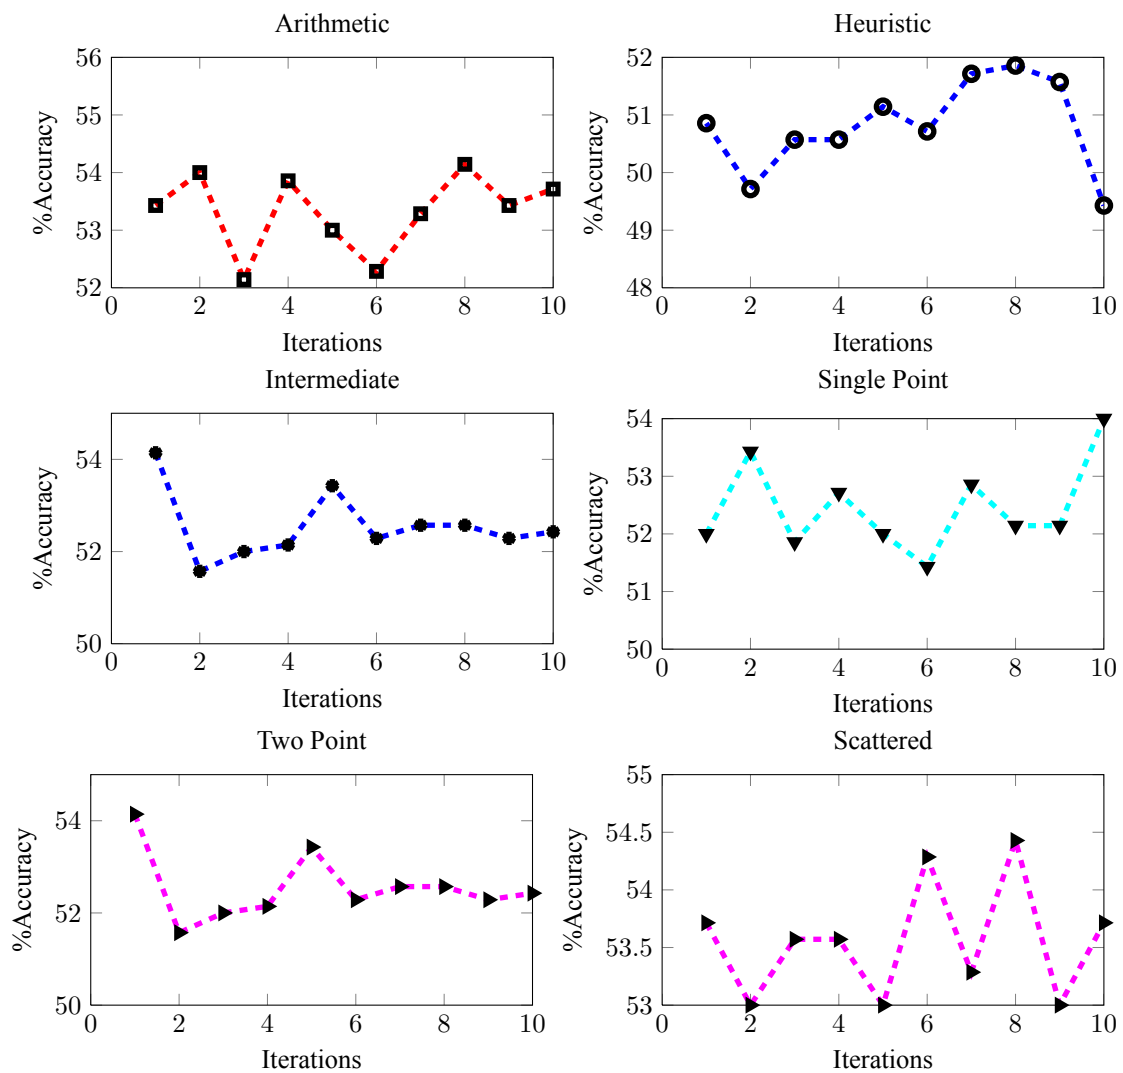 Arithmetic
56
55
54
53
52
0 2 4 6 8 10
%Accuracy
Iterations
Heuristic
52
51
50
49
48
0 2 4 6 8 10
%Accuracy
Iterations
Intermediate
54
52
50
0 2 4 6 8 10
%Accuracy
Iterations
Single Point
54
53
52
51
50
0 2 4 6 8 10
%Accuracy
Iterations
Two Point
54
52
50
0 2 4 6 8 10
%Accuracy
Iterations
Scattered
55
54.5
54
53.5
53
0 2 4 6 8 10
%Accuracy
Iterations